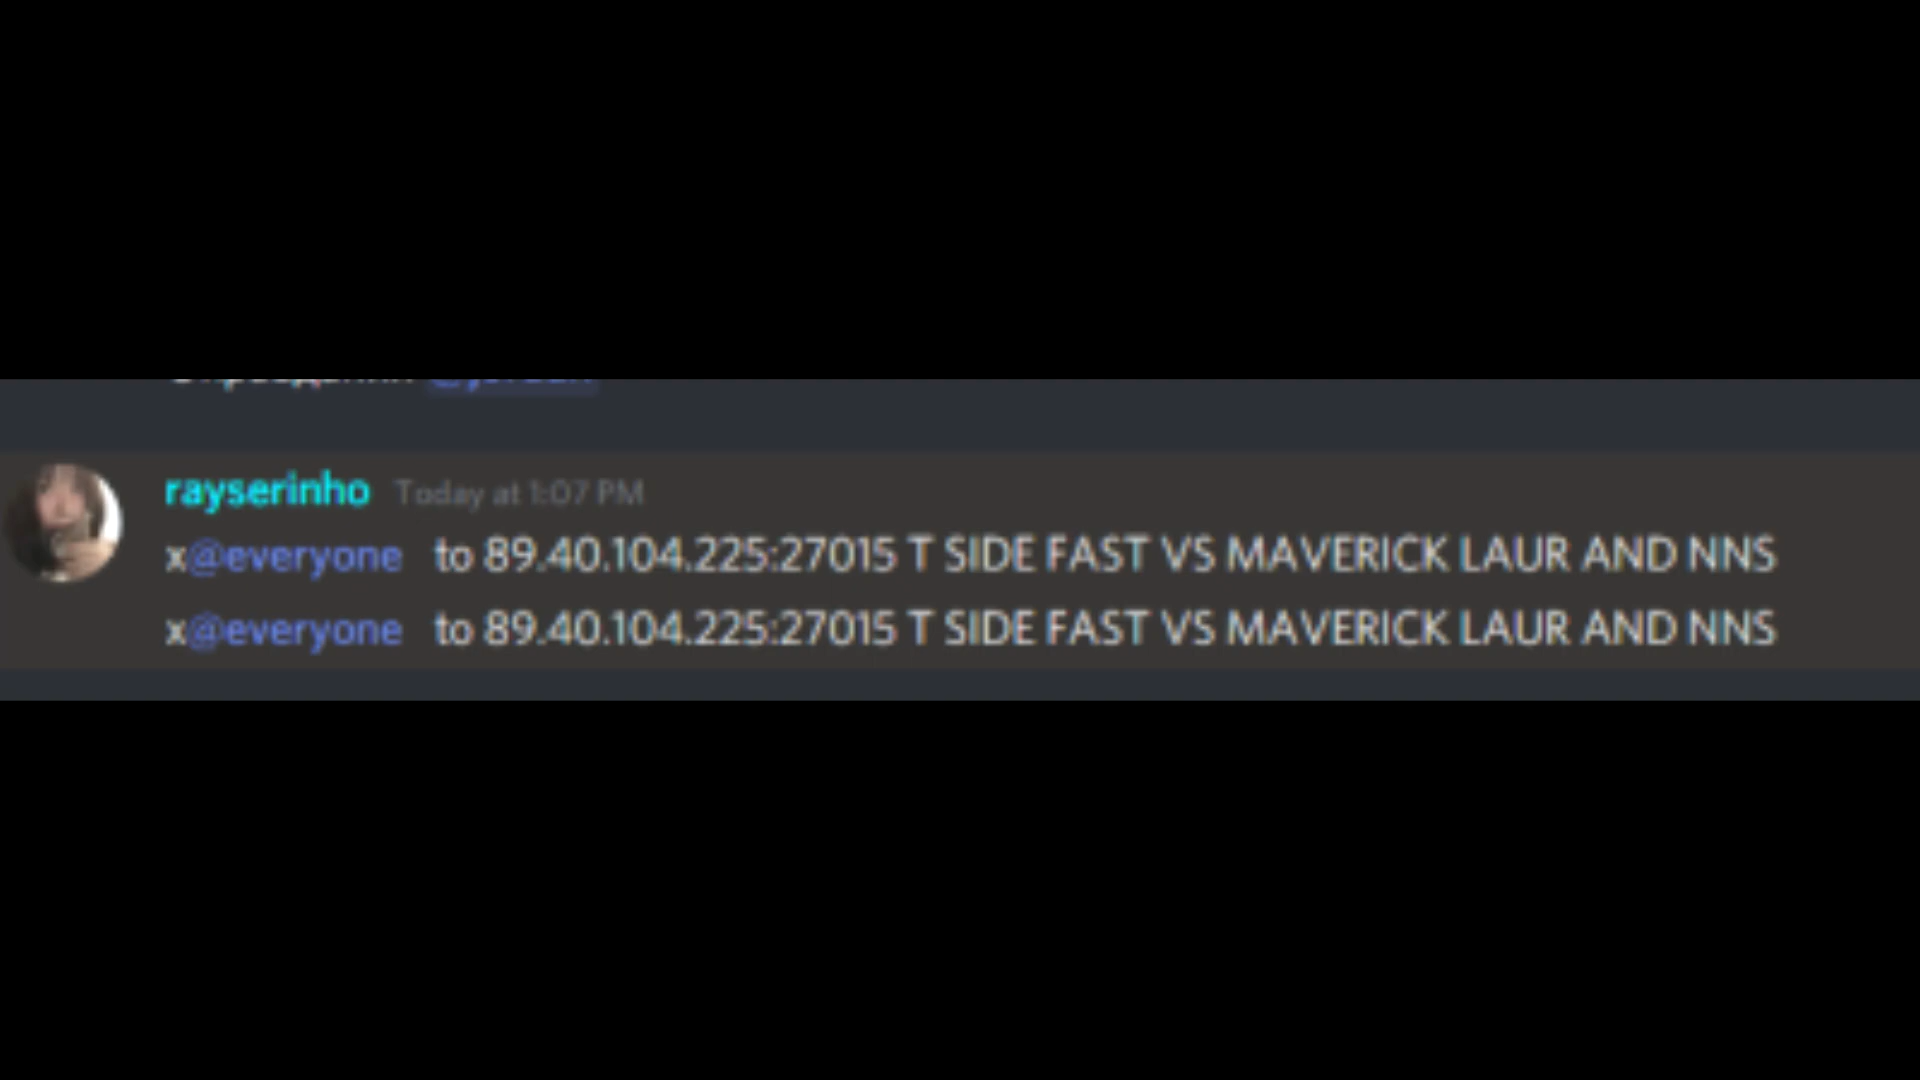 rayserinho Today at 1:07 PM
x@everyone to 89.40.104.225:27015 T SIDE FAST VS MAVERICK LAUR AND NNS
x@everyone to 89.40.104.225:27015 T SIDE FAST VS MAVERICK LAUR AND NNS